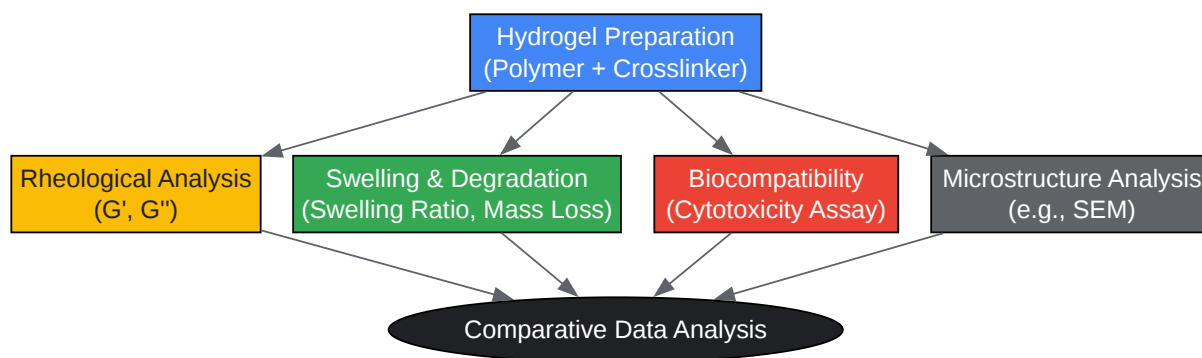 Hydrogel Preparation
(Polymer + Crosslinker)
Rheological Analysis
(G', G'')
Swelling & Degradation
(Swelling Ratio, Mass Loss)
Biocompatibility
(Cytotoxicity Assay)
Microstructure Analysis
(e.g., SEM)
Comparative Data Analysis